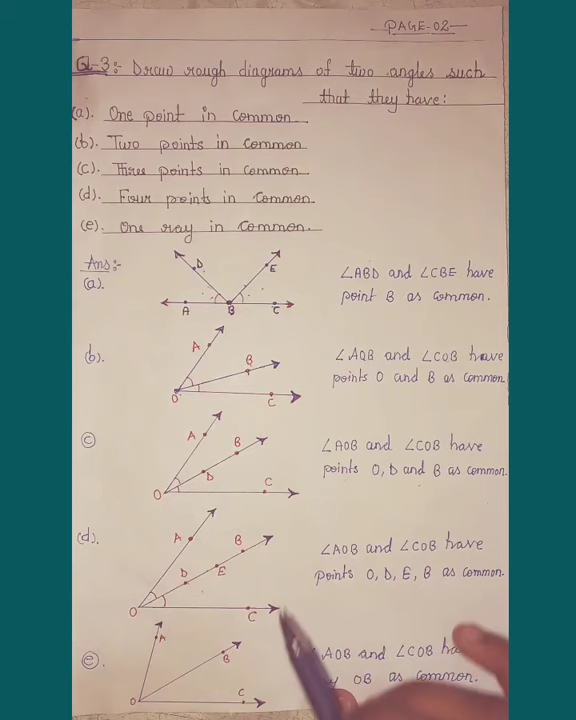 PAGE-02
Q-3:- Draw rough diagrams of two angles such
that they have:
(a). One point in common
(b). Two points in common
(c). Three points in common.
(d). Four points in common.
(e). One ray in common.
Ans:-
(a).
D
E
A
B
C
∠ABD and ∠CBE have
point B as common.
(b).
A
B
O
C
∠AOB and ∠COB have
points O and B as common.
(c)
A
B
D
C
O
∠AOB and ∠COB have
points O, D and B as common.
(d).
A
B
D
E
O
C
∠AOB and ∠COB have
points O, D, E, B as common.
(e).
A
B
O
C
∠AOB and ∠COB
OB as common.